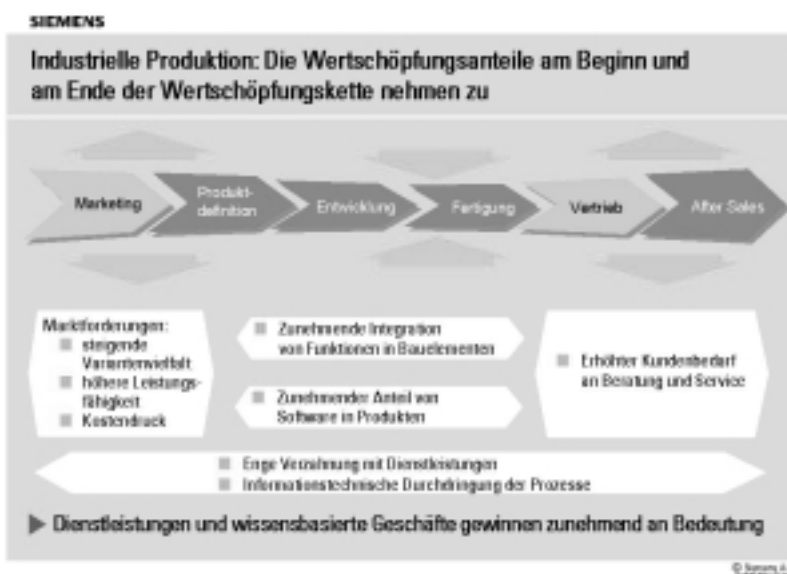 SIEMENS
Industrielle Produktion: Die Wertschöpfungsanteile am Beginn und
am Ende der Wertschöpfungskette nehmen zu
Marketing
Produkt-
definition
Entwicklung
Fertigung
Vertrieb
After Sales
Marktforderungen:
steigende
Variantenvielfalt
höhere Leistungs-
fähigkeit
Kostendruck
Zunehmende Integration
von Funktionen in Bauelementen
Zunehmender Anteil von
Software in Produkten
Erhöhter Kundenbedarf
an Beratung und Service
Enge Verzahnung mit Dienstleistungen
Informationstechnische Durchdringung der Prozesse
Dienstleistungen und wissensbasierte Geschäfte gewinnen zunehmend an Bedeutung
© Siemens